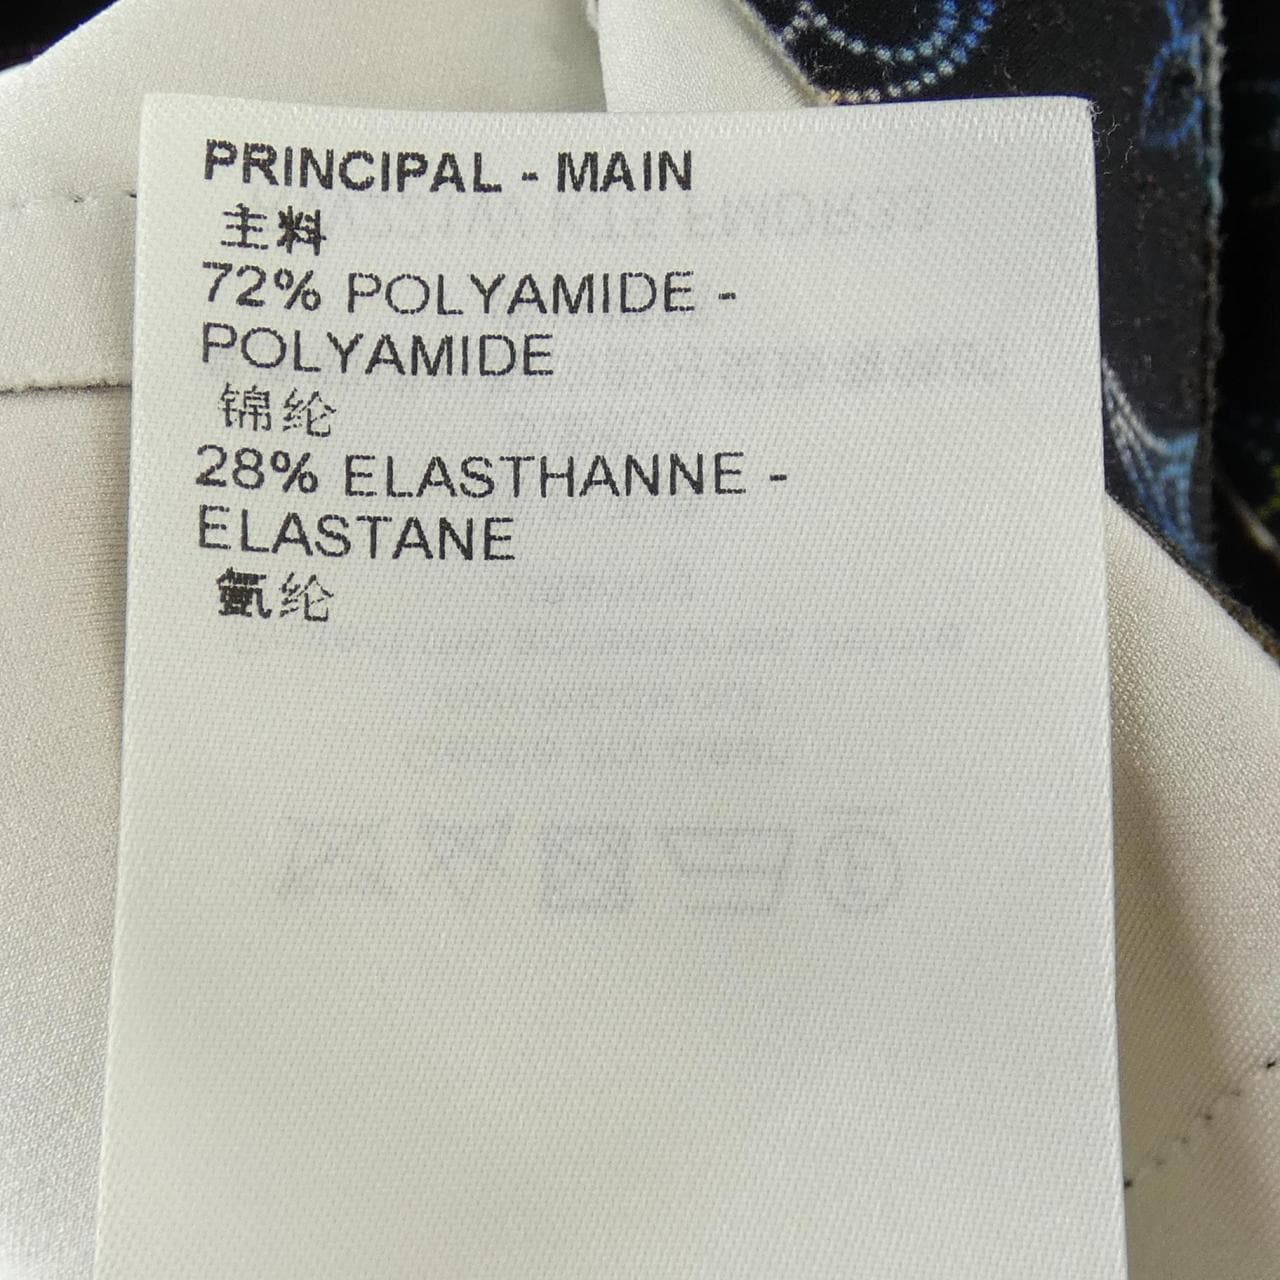 PRINCIPAL - MAIN
主料
72% POLYAMIDE -
POLYAMIDE
锦纶
28% ELASTHANNE -
ELASTANE
氨纶